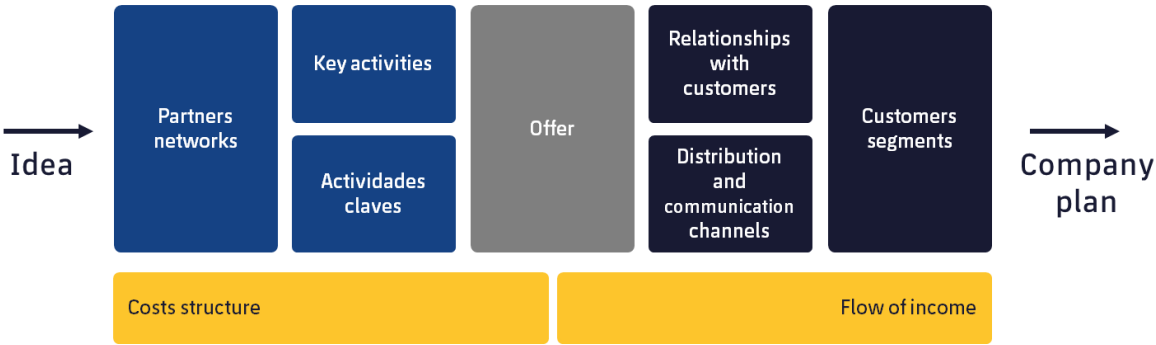 Idea
Partners
networks
Key activities
Actividades
claves
Offer
Relationships
with
customers
Distribution
and
communication
channels
Customers
segments
Company
plan
Costs structure
Flow of income